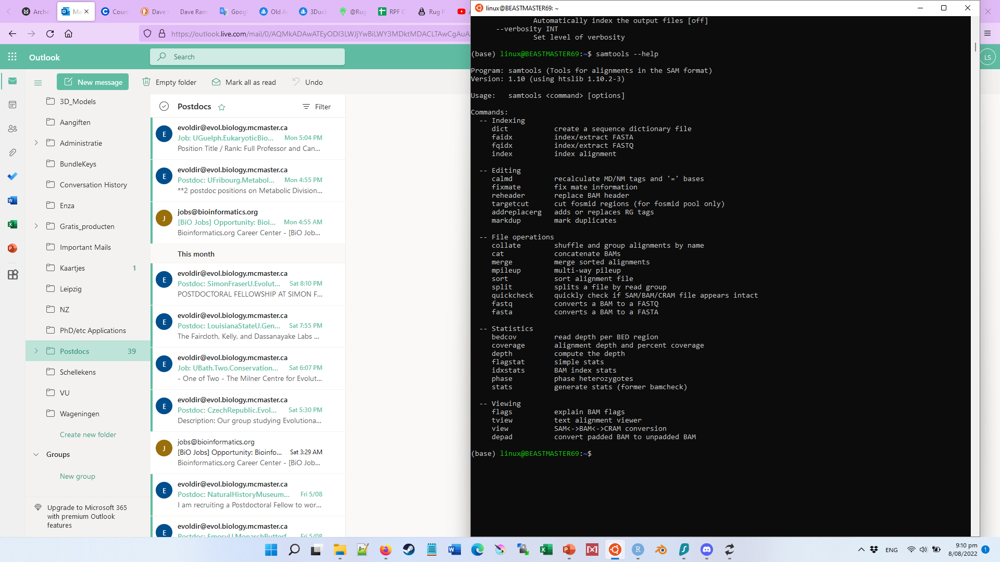 Arche
Ma
Cours
Dave
Dave Ram
Goog
Old A
3Duck
@Rug
RPF C
Rug P
https://outlook.live.com/mail/0/AQMkADAwATEyODI3LWJjYwBiLWY3MDktMDACLTAwCgAuA
Outlook
Search
LS
New message
Empty folder
Mark all as read
Undo
3D_Models
Aangiften
Administratie
BundleKeys
Conversation History
Enza
Gratis_producten
Important Mails
Kaartjes 1
Leipzig
NZ
PhD/etc Applications
Postdocs 39
Schellekens
VU
Wageningen
Create new folder
Groups
New group
Upgrade to Microsoft 365
with premium Outlook
features
Postdocs
Filter
E
evoldir@evol.biology.mcmaster.ca
Job: UGuelph.EukaryoticBio... Mon 5:04 PM
Position Title / Rank: Full Professor and Can...
E
evoldir@evol.biology.mcmaster.ca
Postdoc: UFribourg.Metabol... Mon 4:55 PM
**2 postdoc positions on Metabolic Division...
J
jobs@bioinformatics.org
[BiO Jobs] Opportunity: Bioi... Mon 4:55 AM
Bioinformatics.org Career Center - [BiO Job...
This month
E
evoldir@evol.biology.mcmaster.ca
Postdoc: SimonFraserU.Evolut... Sat 8:10 PM
POSTDOCTORAL FELLOWSHIP AT SIMON F...
E
evoldir@evol.biology.mcmaster.ca
Postdoc: LouisianaStateU.Gen... Sat 7:55 PM
The Faircloth, Kelly, and Dassanayake Labs ...
E
evoldir@evol.biology.mcmaster.ca
Job: UBath.Two.Conservation... Sat 6:07 PM
- One of Two - The Milner Centre for Evolut...
E
evoldir@evol.biology.mcmaster.ca
Postdoc: CzechRepublic.Evol... Sat 5:30 PM
Description: Our group studying Evolutiona...
J
jobs@bioinformatics.org
[BiO Jobs] Opportunity: Bioinfo... Sat 3:29 AM
Bioinformatics.org Career Center - [BiO Job...
E
evoldir@evol.biology.mcmaster.ca
Postdoc: NaturalHistoryMuseum... Fri 5/08
I am recruiting a Postdoctoral Fellow to wor...
E
evoldir@evol.biology.mcmaster.ca
Postdoc: EmoryU.MonarchButterf... Fri 5/08
linux@BEASTMASTER69: ~
Automatically index the output files [off]
--verbosity INT
Set level of verbosity
(base) linux@BEASTMASTER69:~$ samtools --help
Program: samtools (Tools for alignments in the SAM format)
Version: 1.10 (using htslib 1.10.2-3)
Usage:   samtools <command> [options]
Commands:
-- Indexing
dict           create a sequence dictionary file
faidx          index/extract FASTA
fqidx          index/extract FASTQ
index          index alignment
-- Editing
calmd          recalculate MD/NM tags and '=' bases
fixmate        fix mate information
reheader       replace BAM header
targetcut      cut fosmid regions (for fosmid pool only)
addreplacerg   adds or replaces RG tags
markdup        mark duplicates
-- File operations
collate        shuffle and group alignments by name
cat            concatenate BAMs
merge          merge sorted alignments
mpileup        multi-way pileup
sort           sort alignment file
split          splits a file by read group
quickcheck     quickly check if SAM/BAM/CRAM file appears intact
fastq          converts a BAM to a FASTQ
fasta          converts a BAM to a FASTA
-- Statistics
bedcov         read depth per BED region
coverage       alignment depth and percent coverage
depth          compute the depth
flagstat       simple stats
idxstats       BAM index stats
phase          phase heterozygotes
stats          generate stats (former bamcheck)
-- Viewing
flags          explain BAM flags
tview          text alignment viewer
view           SAM<->BAM<->CRAM conversion
depad          convert padded BAM to unpadded BAM
(base) linux@BEASTMASTER69:~$
ENG
9:10 pm
8/08/2022
1